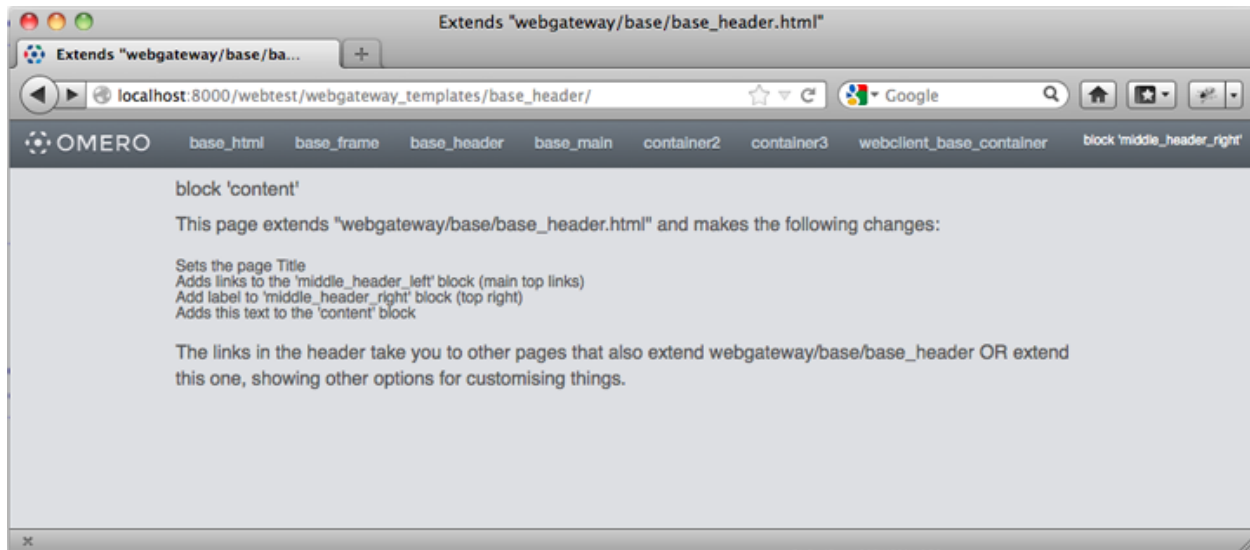 Extends "webgateway/base/base_header.html"
Extends "webgateway/base/ba...
localhost:8000/webtest/webgateway_templates/base_header/ Google
OMERO base_html base_frame base_header base_main container2 container3 webclient_base_container block 'middle_header_right'
block 'content'
This page extends "webgateway/base/base_header.html" and makes the following changes:
Sets the page Title
Adds links to the 'middle_header_left' block (main top links)
Add label to 'middle_header_right' block (top right)
Adds this text to the 'content' block
The links in the header take you to other pages that also extend webgateway/base/base_header OR extend
this one, showing other options for customising things.